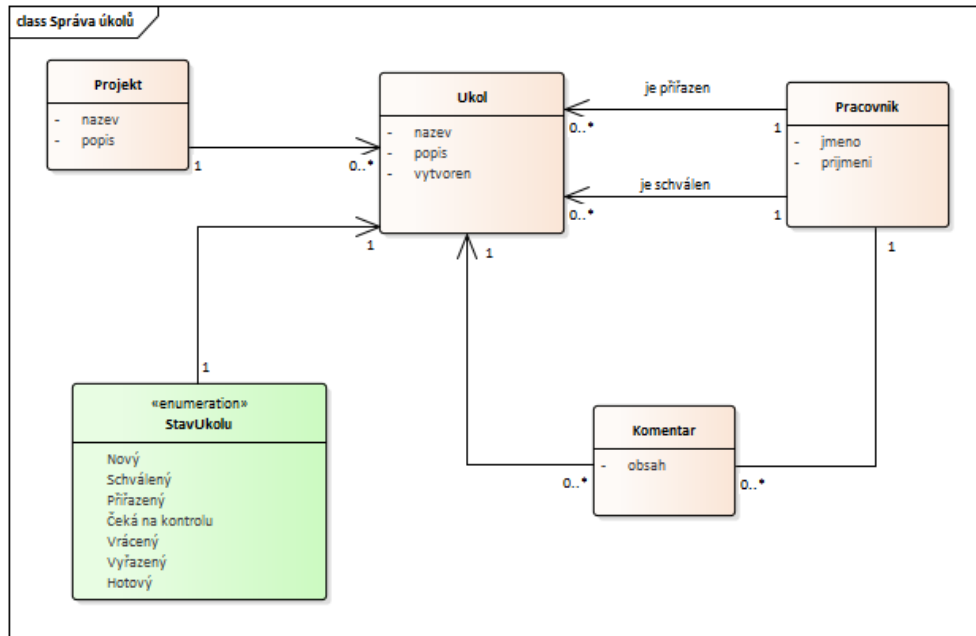 class Správa úkolů
Projekt
- nazev
- popis
1
0..*
Ukol
- nazev
- popis
- vytvoren
je přířazen
0..*
1
je schválen
0..*
1
Pracovnik
- jmeno
- prijmeni
1
1
1
1
«enumeration»
StavUkolu
Nový
Schválený
Přířazený
Čeká na kontrolu
Vrácený
Vyřazený
Hotový
Komentar
- obsah
0..*
0..*